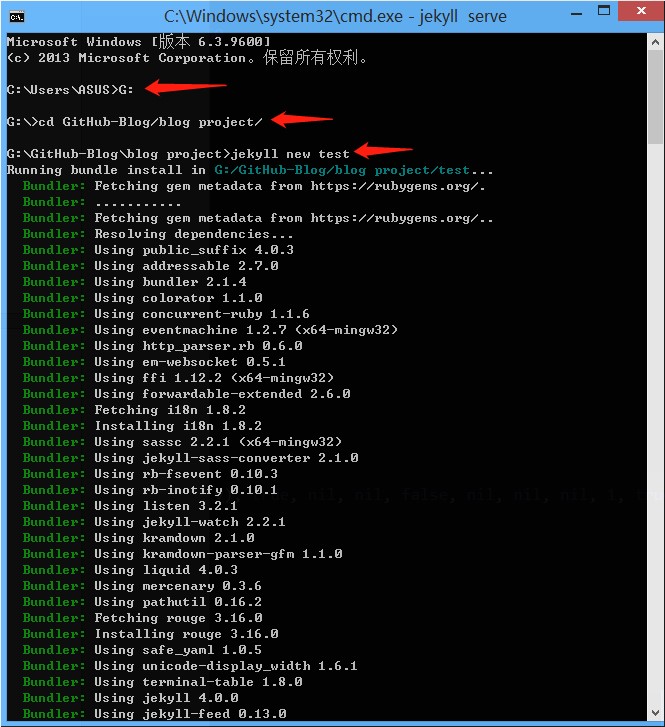 C:\Windows\system32\cmd.exe - jekyll  serve
Microsoft Windows [版本 6.3.9600]
(c) 2013 Microsoft Corporation。保留所有权利。
C:\Users\ASUS>G:
G:\>cd GitHub-Blog/blog project/
G:\GitHub-Blog\blog project>jekyll new test
Running bundle install in G:/GitHub-Blog/blog project/test...
  Bundler: Fetching gem metadata from https://rubygems.org/.
  Bundler: ...........
  Bundler: Fetching gem metadata from https://rubygems.org/..
  Bundler: Resolving dependencies...
  Bundler: Using public_suffix 4.0.3
  Bundler: Using addressable 2.7.0
  Bundler: Using bundler 2.1.4
  Bundler: Using colorator 1.1.0
  Bundler: Using concurrent-ruby 1.1.6
  Bundler: Using eventmachine 1.2.7 (x64-mingw32)
  Bundler: Using http_parser.rb 0.6.0
  Bundler: Using em-websocket 0.5.1
  Bundler: Using ffi 1.12.2 (x64-mingw32)
  Bundler: Using forwardable-extended 2.6.0
  Bundler: Fetching i18n 1.8.2
  Bundler: Installing i18n 1.8.2
  Bundler: Using sassc 2.2.1 (x64-mingw32)
  Bundler: Using jekyll-sass-converter 2.1.0
  Bundler: Using rb-fsevent 0.10.3
  Bundler: Using rb-inotify 0.10.1
  Bundler: Using listen 3.2.1
  Bundler: Using jekyll-watch 2.2.1
  Bundler: Using kramdown 2.1.0
  Bundler: Using kramdown-parser-gfm 1.1.0
  Bundler: Using liquid 4.0.3
  Bundler: Using mercenary 0.3.6
  Bundler: Using pathutil 0.16.2
  Bundler: Fetching rouge 3.16.0
  Bundler: Installing rouge 3.16.0
  Bundler: Using safe_yaml 1.0.5
  Bundler: Using unicode-display_width 1.6.1
  Bundler: Using terminal-table 1.8.0
  Bundler: Using jekyll 4.0.0
  Bundler: Using jekyll-feed 0.13.0